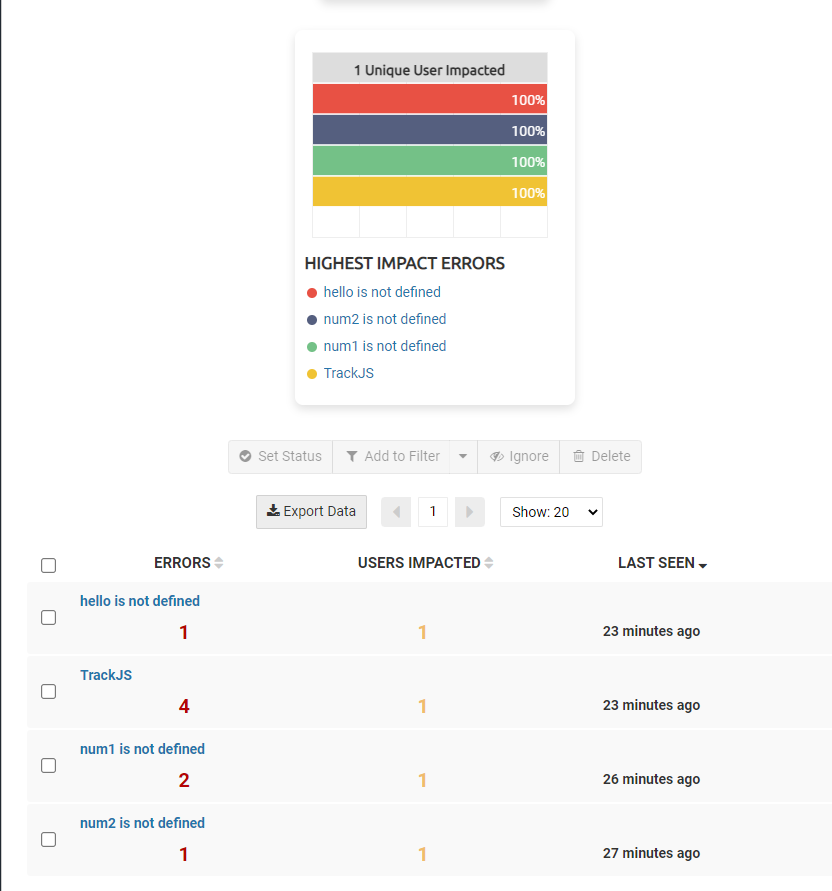 1 Unique User Impacted
100%
100%
100%
100%
HIGHEST IMPACT ERRORS
hello is not defined
num2 is not defined
num1 is not defined
TrackJS
Set Status Add to Filter Ignore Delete
Export Data 1 Show: 20
ERRORS USERS IMPACTED LAST SEEN
hello is not defined
1 1 23 minutes ago
TrackJS
4 1 23 minutes ago
num1 is not defined
2 1 26 minutes ago
num2 is not defined
1 1 27 minutes ago